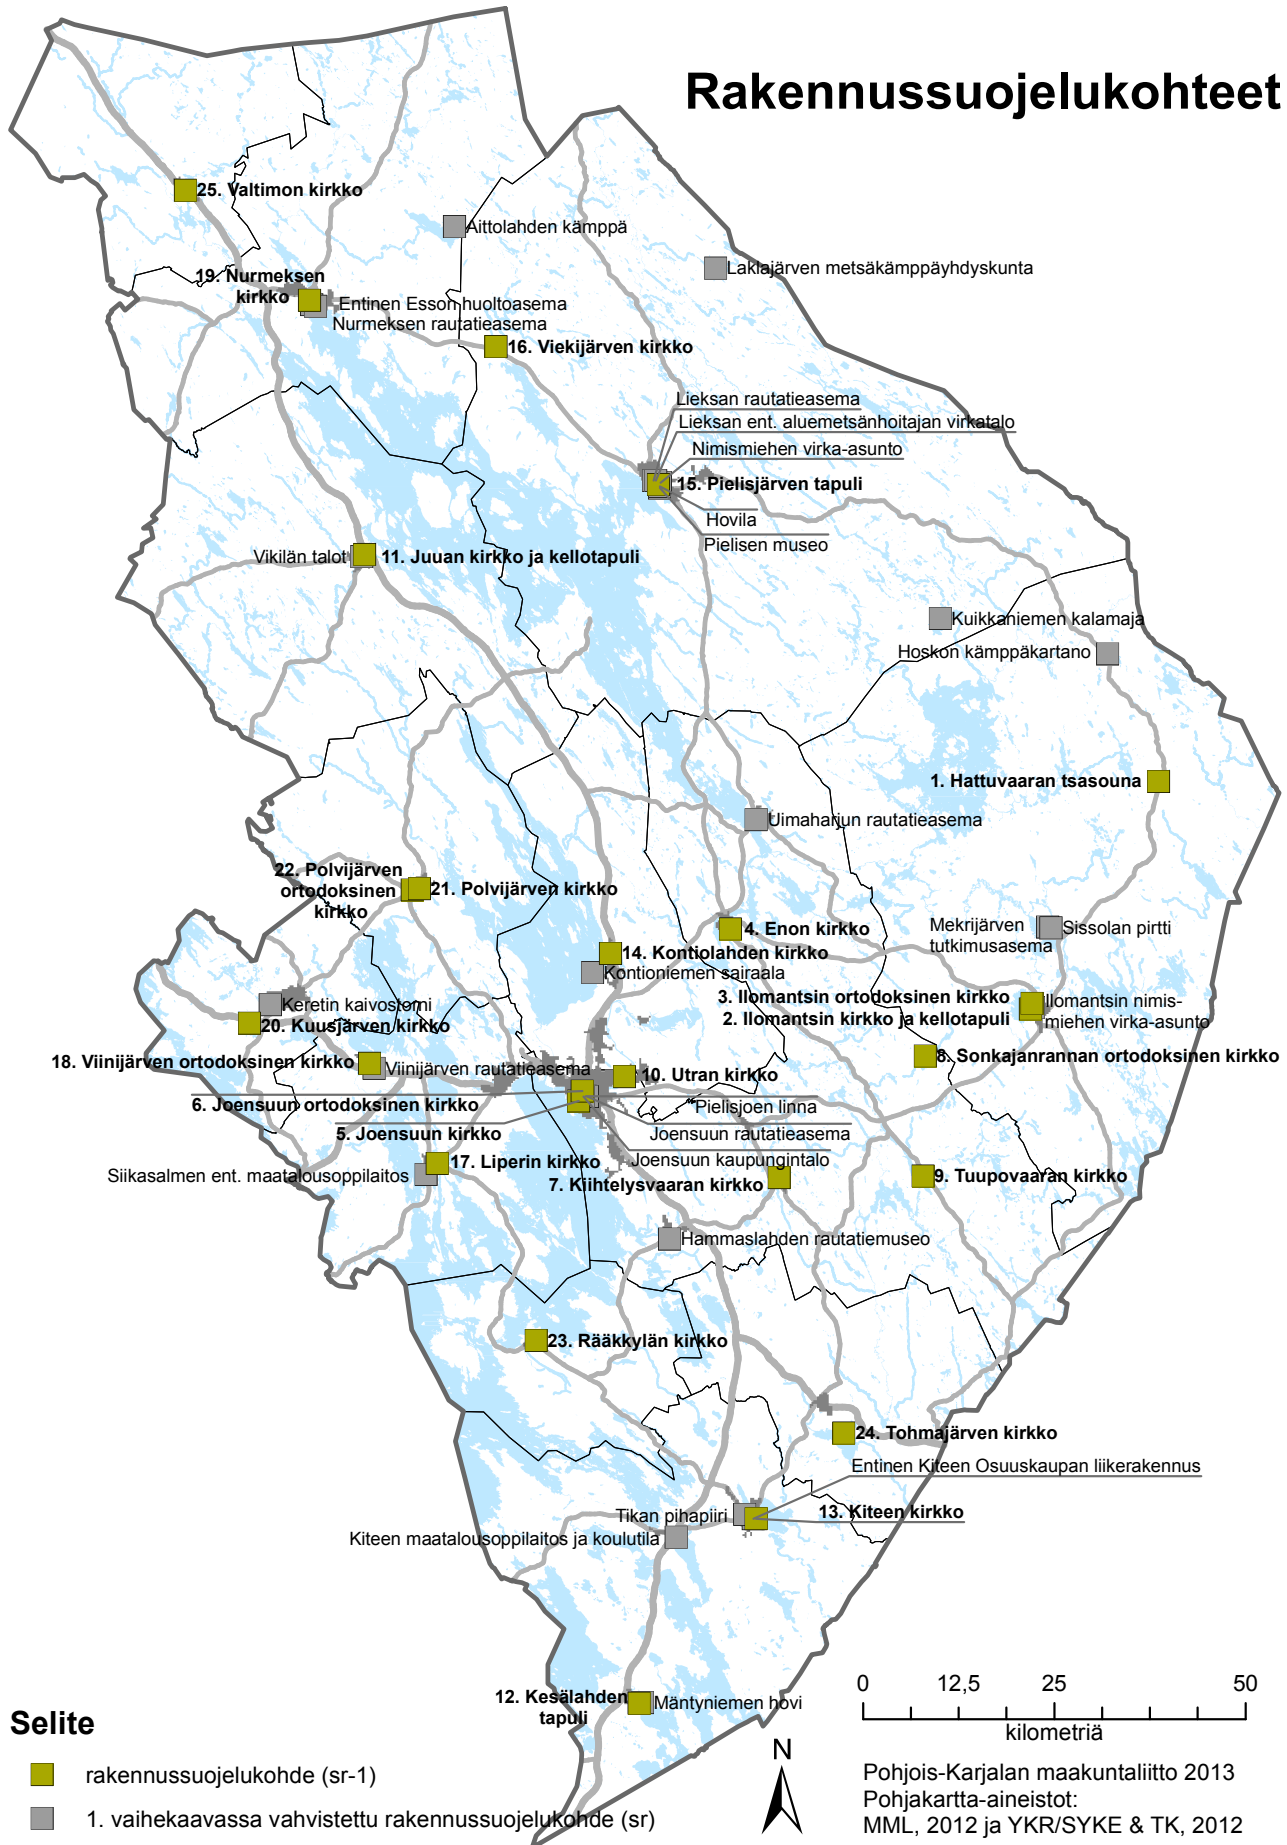 Rakennussuojelukohteet
25. Valtimon kirkko
Aittolahden kämppä
Laklajärven metsäkämppäyhdyskunta
19. Nurmeksen
kirkko
Entinen Esson huoltoasema
Nurmeksen rautatieasema
16. Viekijärven kirkko
Lieksan rautatieasema
Lieksan ent. aluemetsänhoitajan virkatalo
Nimismiehen virka-asunto
15. Pielisjärven tapuli
Hovila
Pielisen museo
Vikilän talot
11. Juuan kirkko ja kellotapuli
Kuikkaniemen kalamaja
Hoskon kämppäkartano
1. Hattuvaaran tsasouna
Uimaharjun rautatieasema
22. Polvijärven
ortodoksinen
kirkko
21. Polvijärven kirkko
4. Enon kirkko
Mekrijärven
tutkimusasema
Sissolan pirtti
14. Kontiolahden kirkko
Kontioniemen sairaala
Keretin kaivostorni
20. Kuusjärven kirkko
3. Ilomantsin ortodoksinen kirkko
2. Ilomantsin kirkko ja kellotapuli
Ilomantsin nimis-
miehen virka-asunto
8. Sonkajanrannan ortodoksinen kirkko
18. Viinijärven ortodoksinen kirkko
Viinijärven rautatieasema
10. Utran kirkko
6. Joensuun ortodoksinen kirkko
Pielisjoen linna
5. Joensuun kirkko
Joensuun rautatieasema
Joensuun kaupungintalo
17. Liperin kirkko
Siikasalmen ent. maatalousoppilaitos
7. Kiihtelysvaaran kirkko
9. Tuupovaaran kirkko
Hammaslahden rautatiemuseo
23. Rääkkylän kirkko
24. Tohmajärven kirkko
Entinen Kiteen Osuuskaupan liikerakennus
Tikan pihapiiri
13. Kiteen kirkko
Kiteen maatalousoppilaitos ja koulutila
12. Kesälahden
tapuli
Mäntyniemen hovi
0 12,5 25 50
kilometriä
N
Selite
rakennussuojelukohde (sr-1)
1. vaihekaavassa vahvistettu rakennussuojelukohde (sr)
Pohjois-Karjalan maakuntaliitto 2013
Pohjakartta-aineistot:
MML, 2012 ja YKR/SYKE & TK, 2012